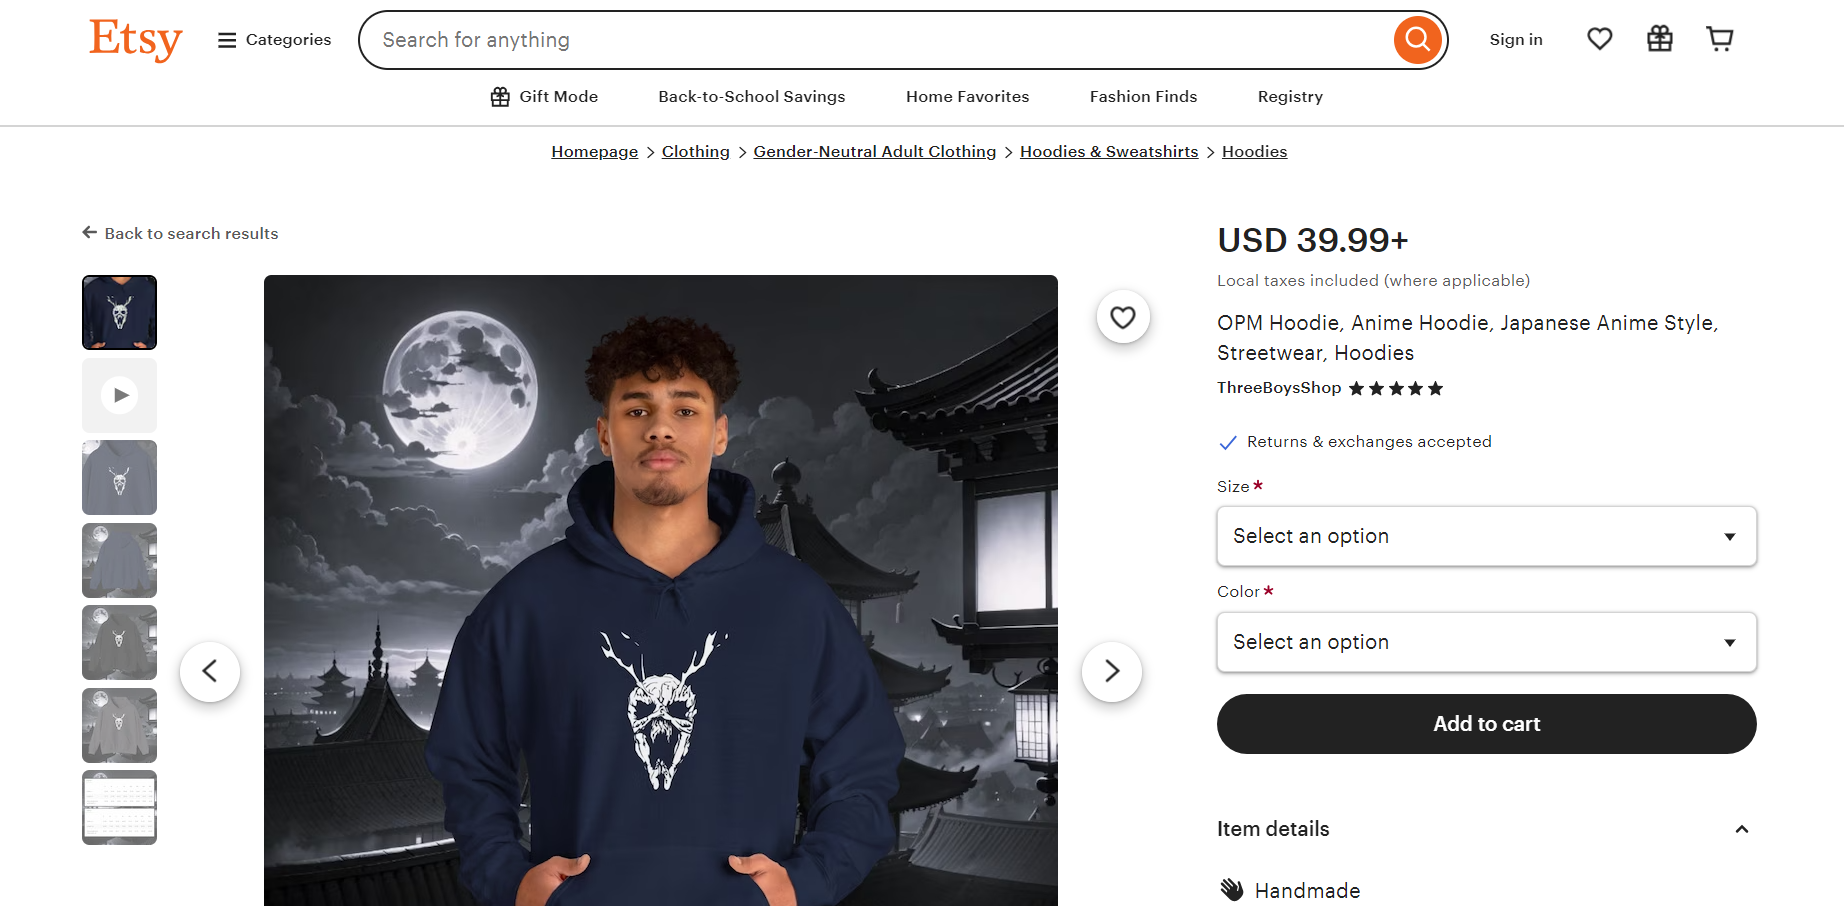 Etsy
Categories
Search for anything
Sign in
Gift Mode
Back-to-School Savings
Home Favorites
Fashion Finds
Registry
Homepage > Clothing > Gender-Neutral Adult Clothing > Hoodies & Sweatshirts > Hoodies
Back to search results
USD 39.99+
Local taxes included (where applicable)
OPM Hoodie, Anime Hoodie, Japanese Anime Style,
Streetwear, Hoodies
ThreeBoysShop
Returns & exchanges accepted
Size*
Select an option
Color*
Select an option
Add to cart
Item details
Handmade